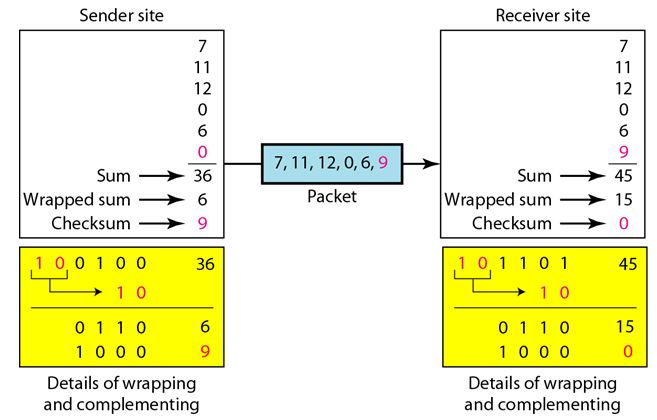 Sender site
7
11
12
0
6
0
Sum 36
Wrapped sum 6
Checksum 9
1 0 0 1 0 0 36
1 0
0 1 1 0 6
1 0 0 0 9
Details of wrapping
and complementing
7, 11, 12, 0, 6, 9
Packet
Receiver site
7
11
12
0
6
9
Sum 45
Wrapped sum 15
Checksum 0
1 0 1 1 0 1 45
1 0
0 1 1 0 15
1 0 0 0 0
Details of wrapping
and complementing